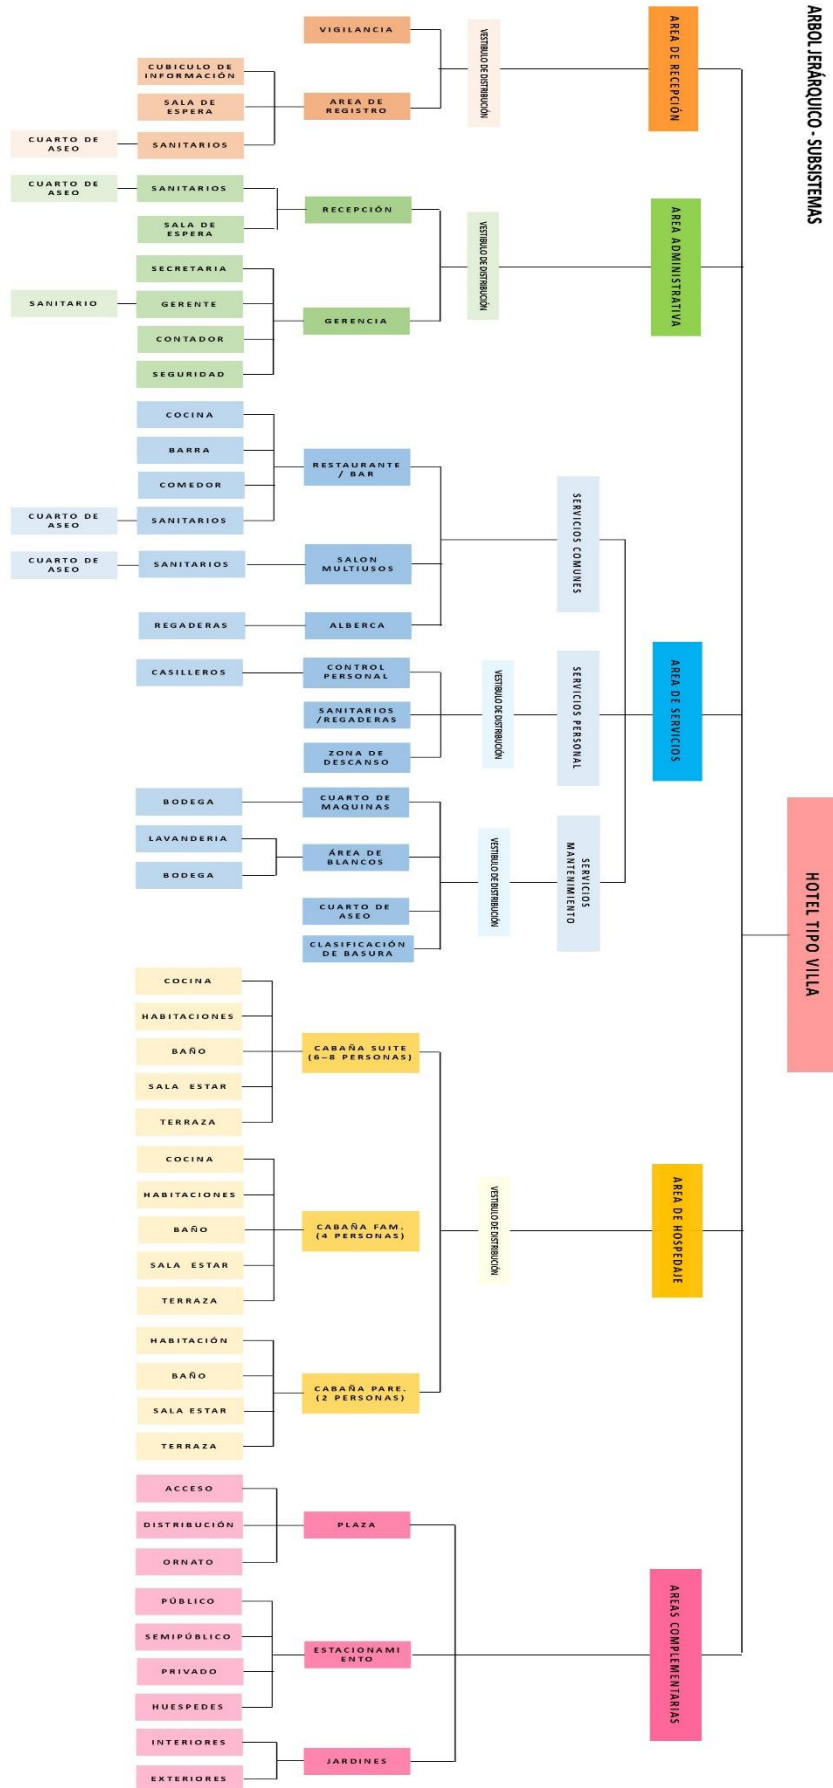 ARBOL JERÁRQUICO - SUBSISTEMAS
HOTEL TIPO VILLA
AREA DE RECEPCIÓN
VESTIBULO DE DISTRIBUCIÓN
VIGILANCIA
AREA DE
REGISTRO
CUBICULO DE
INFORMACIÓN
SALA DE
ESPERA
SANITARIOS
CUARTO DE
ASEO
AREA ADMINISTRATIVA
VESTIBULO DE DISTRIBUCIÓN
RECEPCIÓN
SANITARIOS
CUARTO DE
ASEO
SALA DE
ESPERA
GERENCIA
SECRETARIA
GERENTE
SANITARIO
CONTADOR
SEGURIDAD
AREA DE SERVICIOS
SERVICIOS COMUNES
RESTAURANTE
/ BAR
COCINA
BARRA
COMEDOR
SANITARIOS
CUARTO DE
ASEO
SALON
MULTIUSOS
SANITARIOS
CUARTO DE
ASEO
ALBERCA
REGADERAS
SERVICIOS PERSONAL
VESTIBULO DE DISTRIBUCIÓN
CONTROL
PERSONAL
CASILLEROS
SANITARIOS
/REGADERAS
ZONA DE
DESCANSO
SERVICIOS
MANTENIMIENTO
VESTIBULO DE DISTRIBUCIÓN
CUARTO DE
MAQUINAS
BODEGA
ÁREA DE
BLANCOS
LAVANDERIA
BODEGA
CUARTO DE
ASEO
CLASIFICACIÓN
DE BASURA
AREA DE HOSPEDAJE
VESTIBULO DE DISTRIBUCIÓN
CABAÑA SUITE
(6–8 PERSONAS)
COCINA
HABITACIONES
BAÑO
SALA ESTAR
TERRAZA
CABAÑA FAM.
(4 PERSONAS)
COCINA
HABITACIONES
BAÑO
SALA ESTAR
TERRAZA
CABAÑA PARE.
(2 PERSONAS)
HABITACIÓN
BAÑO
SALA ESTAR
TERRAZA
AREAS COMPLEMENTARIAS
PLAZA
ACCESO
DISTRIBUCIÓN
ORNATO
ESTACIONAMI
ENTO
PÚBLICO
SEMIPÚBLICO
PRIVADO
HUESPEDES
JARDINES
INTERIORES
EXTERIORES